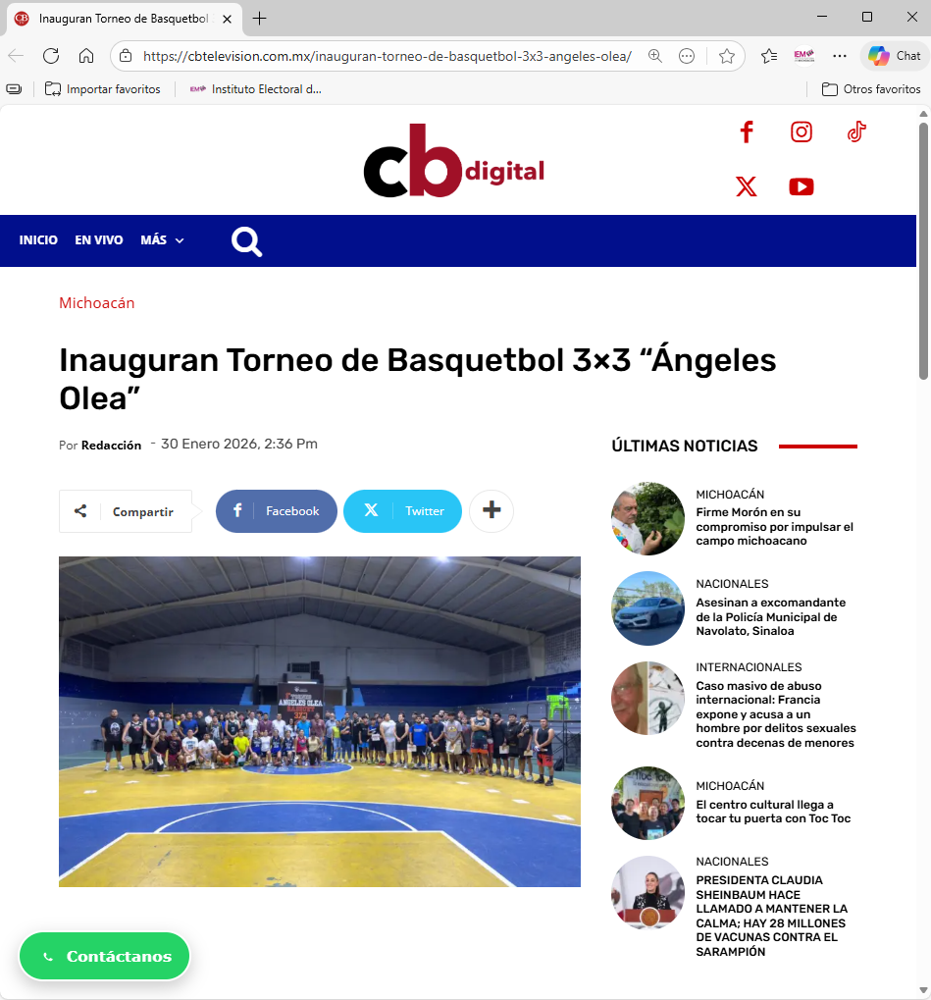 Inauguran Torneo de Basquetbol
https://cbtelevision.com.mx/inauguran-torneo-de-basquetbol-3x3-angeles-olea/
Chat
Importar favoritos
Instituto Electoral d...
Otros favoritos
cb digital
INICIO EN VIVO MÁS
Michoacán
Inauguran Torneo de Basquetbol 3×3 “Ángeles
Olea”
Por Redacción - 30 Enero 2026, 2:36 Pm
Compartir
Facebook
Twitter
ANGELES OLEA
ÚLTIMAS NOTICIAS
MICHOACÁN
Firme Morón en su
compromiso por impulsar el
campo michoacano
NACIONALES
Asesinan a excomandante
de la Policía Municipal de
Navolato, Sinaloa
INTERNACIONALES
Caso masivo de abuso
internacional: Francia
expone y acusa a un
hombre por delitos sexuales
contra decenas de menores
MICHOACÁN
El centro cultural llega a
tocar tu puerta con Toc Toc
NACIONALES
PRESIDENTA CLAUDIA
SHEINBAUM HACE
LLAMADO A MANTENER LA
CALMA; HAY 28 MILLONES
DE VACUNAS CONTRA EL
SARAMPIÓN
Contáctanos